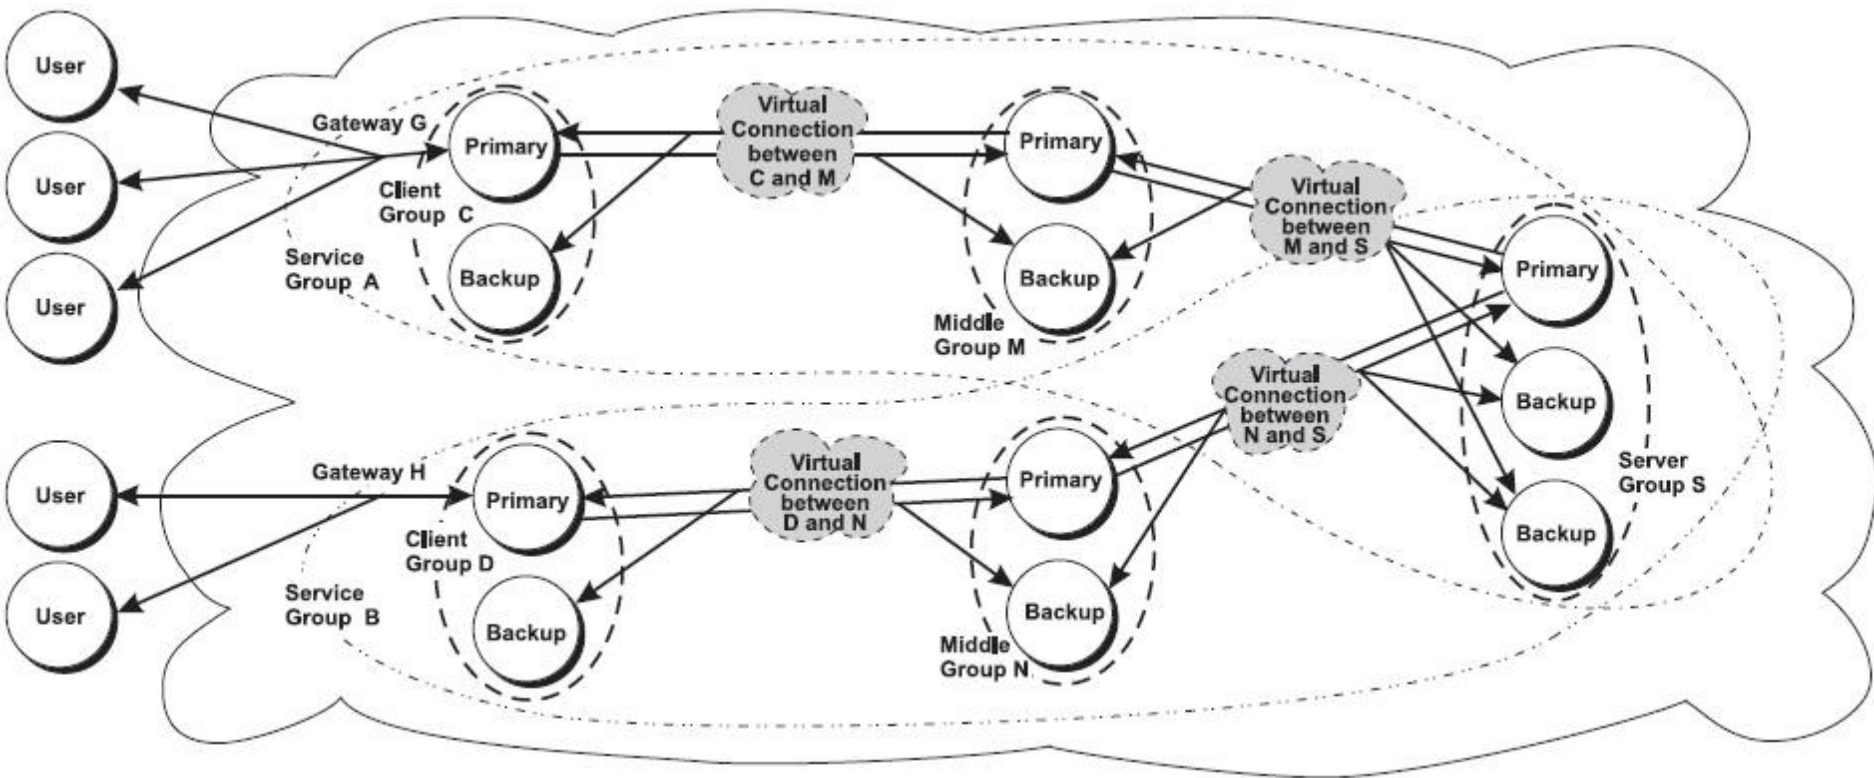 User
User
User
Gateway G
Client
Group C
Service
Group A
Primary
Backup
Virtual
Connection
between
C and M
Primary
Backup
Middle
Group M
Virtual
Connection
between
M and S
Primary
Backup
Backup
Server
Group S
Virtual
Connection
between
N and S
User
User
Gateway H
Client
Group D
Service
Group B
Primary
Backup
Virtual
Connection
between
D and N
Primary
Backup
Middle
Group N